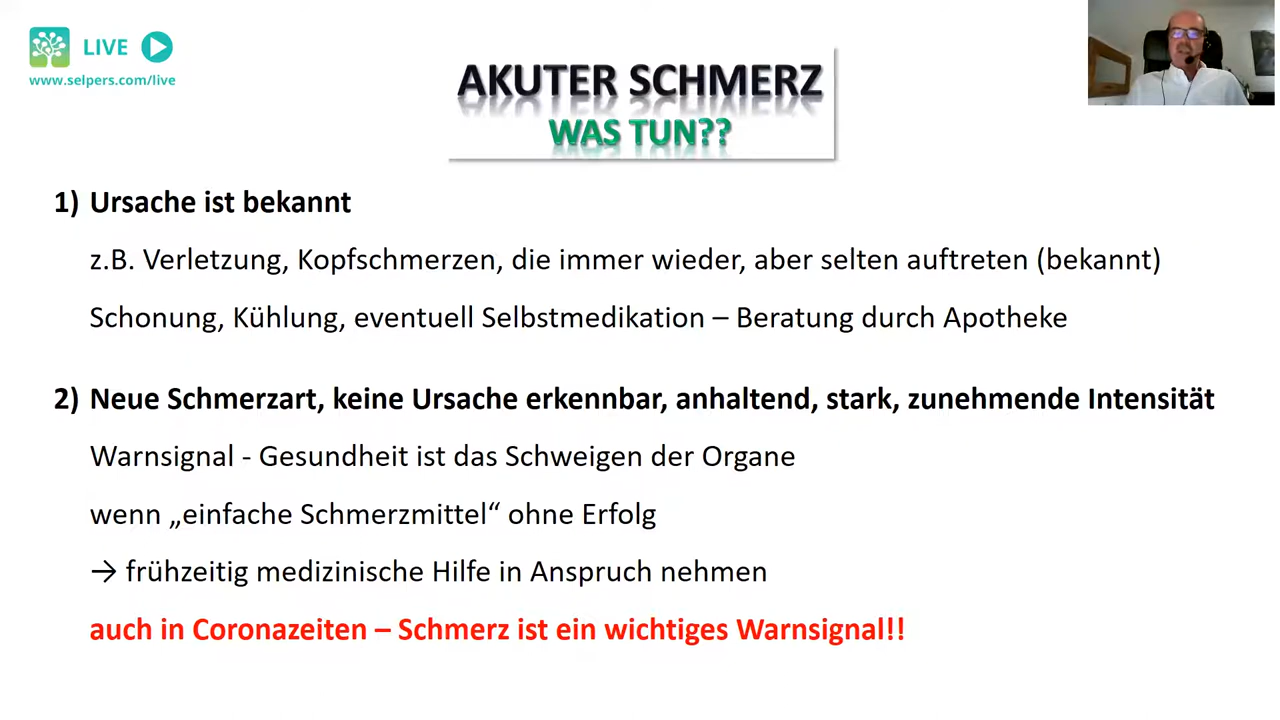 LIVE
www.selpers.com/live
AKUTER SCHMERZ
WAS TUN??
1) Ursache ist bekannt
z.B. Verletzung, Kopfschmerzen, die immer wieder, aber selten auftreten (bekannt)
Schonung, Kühlung, eventuell Selbstmedikation – Beratung durch Apotheke
2) Neue Schmerzart, keine Ursache erkennbar, anhaltend, stark, zunehmende Intensität
Warnsignal - Gesundheit ist das Schweigen der Organe
wenn „einfache Schmerzmittel“ ohne Erfolg
→ frühzeitig medizinische Hilfe in Anspruch nehmen
auch in Coronazeiten – Schmerz ist ein wichtiges Warnsignal!!